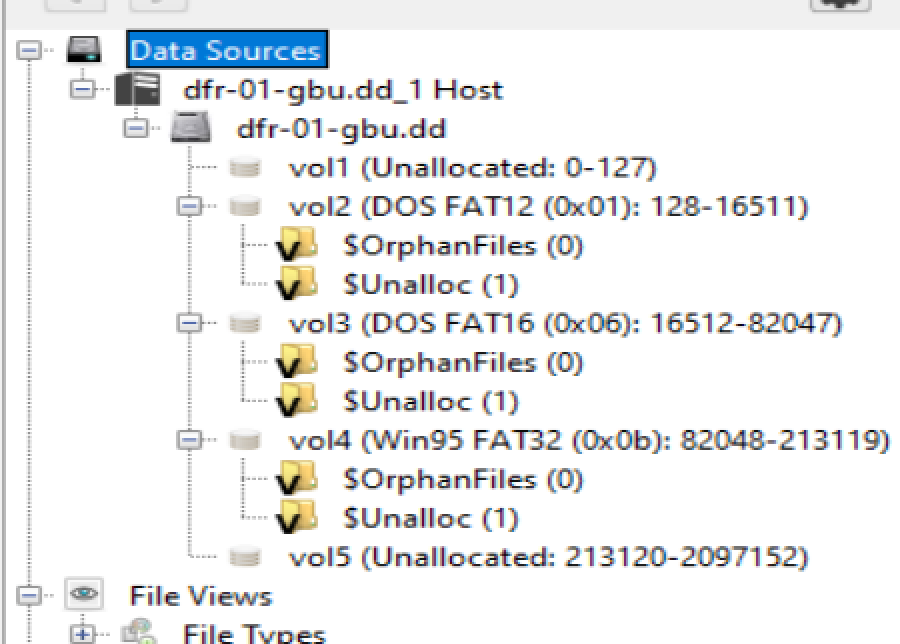 Data Sources
dfr-01-gbu.dd_1 Host
dfr-01-gbu.dd
vol1 (Unallocated: 0-127)
vol2 (DOS FAT12 (0x01): 128-16511)
$OrphanFiles (0)
$Unalloc (1)
vol3 (DOS FAT16 (0x06): 16512-82047)
$OrphanFiles (0)
$Unalloc (1)
vol4 (Win95 FAT32 (0x0b): 82048-213119)
$OrphanFiles (0)
$Unalloc (1)
vol5 (Unallocated: 213120-2097152)
File Views
File Types